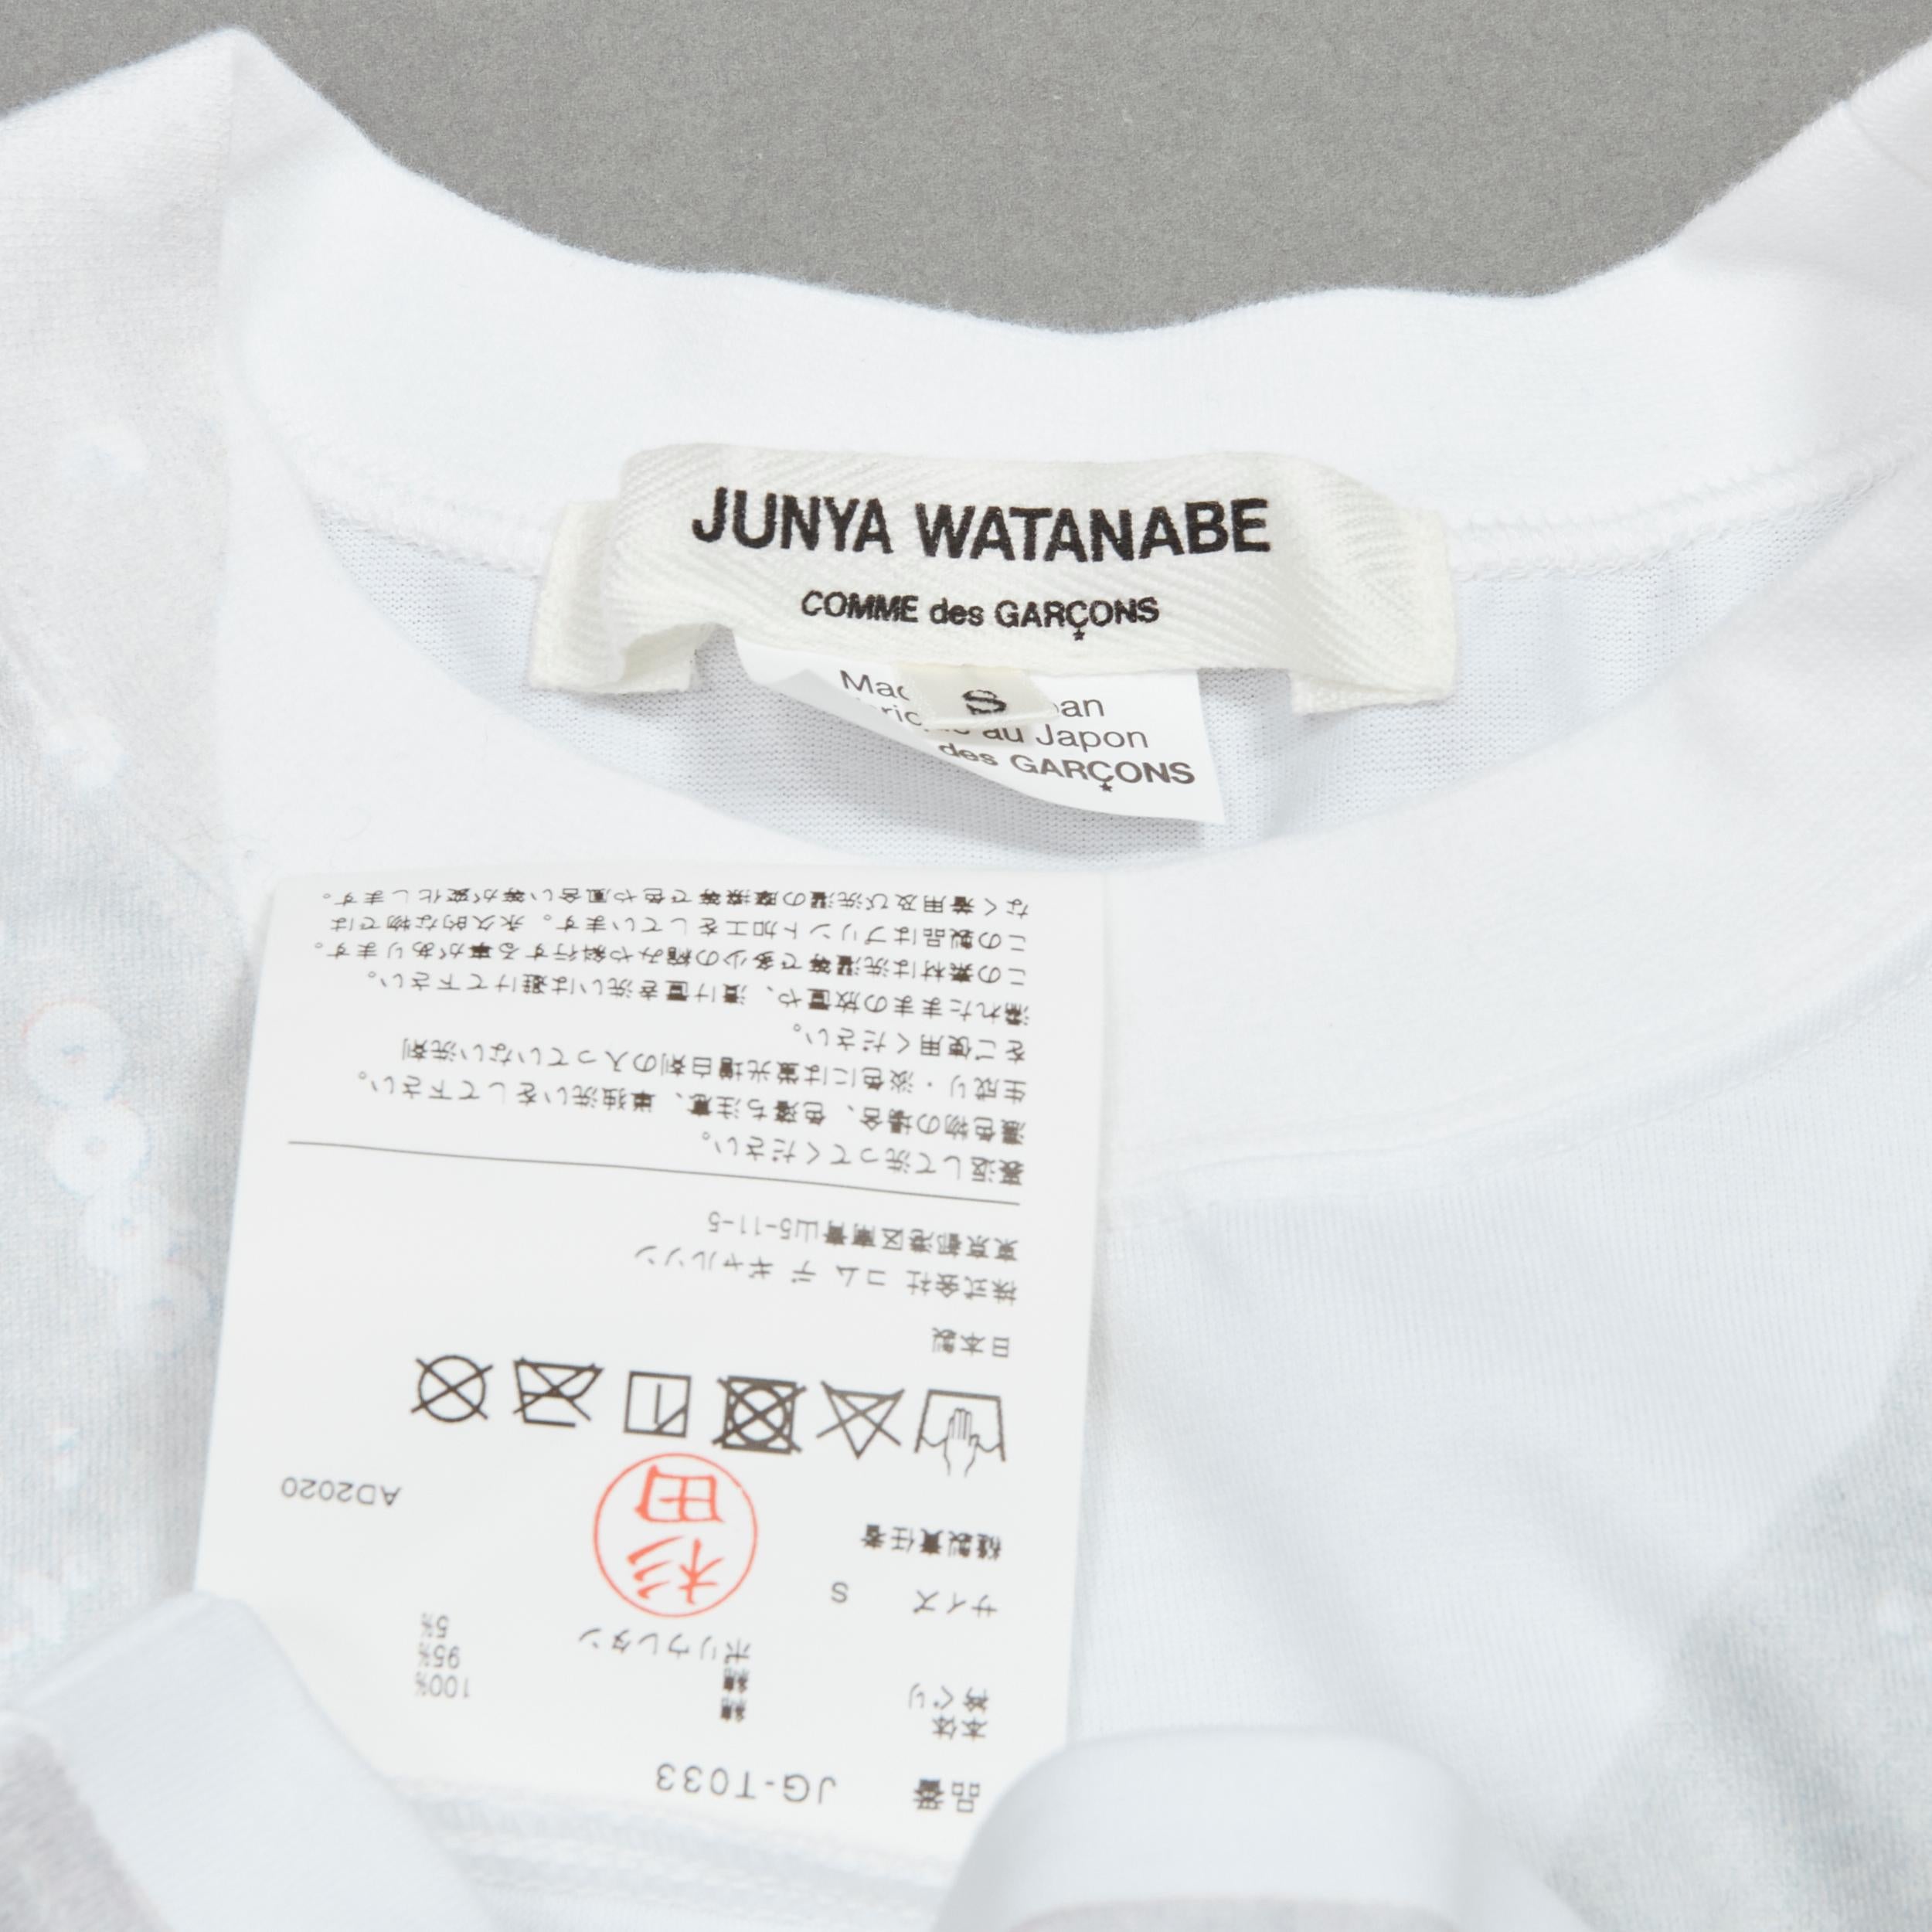 JUNYA WATANABE
COMME des GARÇONS
S
au Japon
des GARÇONS
品番 JG-T033
本体 綿 100%
衿ぐり 綿 95%
ポリウレタン 5%
サイズ S
縫製責任者 杉田
AD2020
日本製
株式会社 コム デ ギャルソン
東京都港区南青山5-11-5
裏返して洗ってください。
濃色物の場合、色落ち注意、単独洗いをして下さい。
生成り・淡色には蛍光増白剤の入っていない洗剤
をご使用ください。
濡れたままの放置や、漬け置き洗いは避けて下さい。
この素材は洗濯等で多少の縮みや斜行する事があります。
この製品はプリント加工をしています。永久的な物では
なく着用及び洗濯の摩擦等で色や風合い等が変化します。